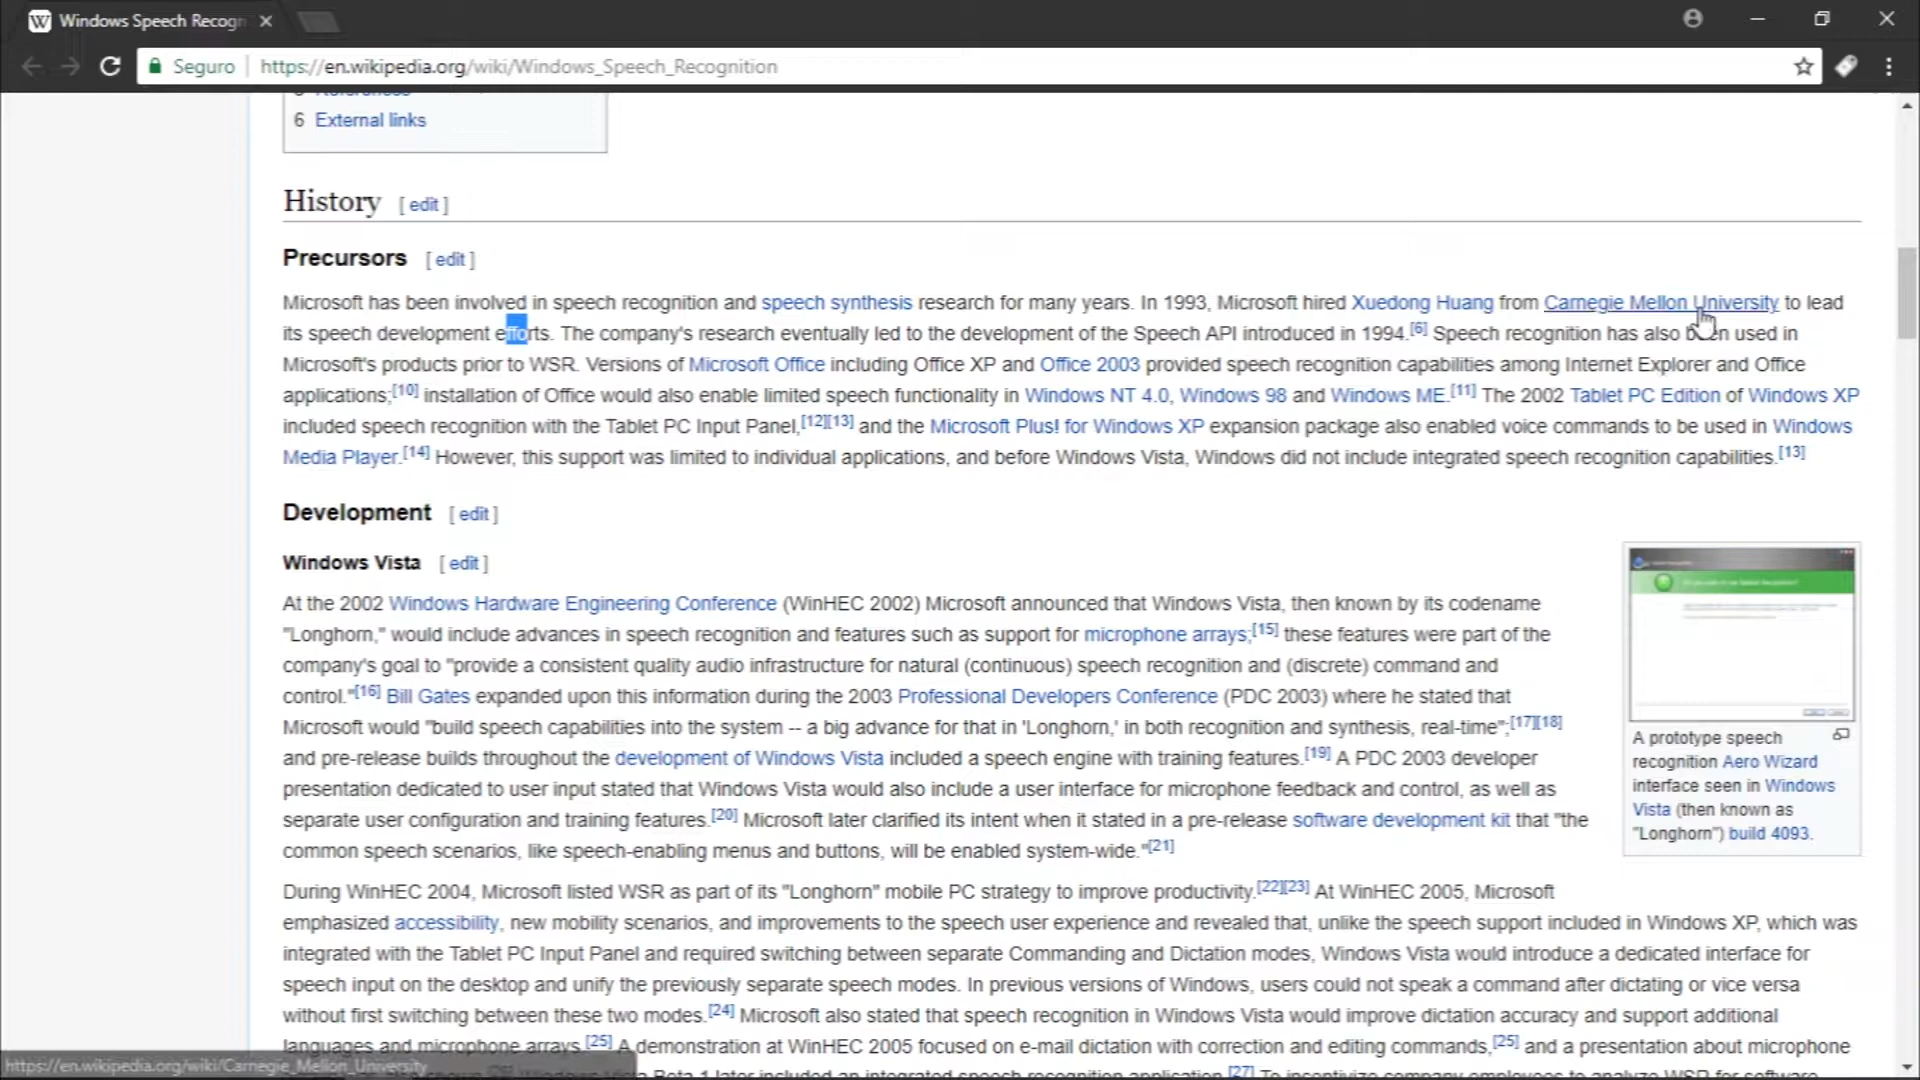 Windows Speech Recogn
Seguro
https://en.wikipedia.org/wiki/Windows_Speech_Recognition
6 External links
History [ edit ]
Precursors [ edit ]
Microsoft has been involved in speech recognition and speech synthesis research for many years. In 1993, Microsoft hired Xuedong Huang from Carnegie Mellon University to lead
its speech development efforts. The company's research eventually led to the development of the Speech API introduced in 1994.[6] Speech recognition has also been used in
Microsoft's products prior to WSR. Versions of Microsoft Office including Office XP and Office 2003 provided speech recognition capabilities among Internet Explorer and Office
applications;[10] installation of Office would also enable limited speech functionality in Windows NT 4.0, Windows 98 and Windows ME.[11] The 2002 Tablet PC Edition of Windows XP
included speech recognition with the Tablet PC Input Panel,[12][13] and the Microsoft Plus! for Windows XP expansion package also enabled voice commands to be used in Windows
Media Player.[14] However, this support was limited to individual applications, and before Windows Vista, Windows did not include integrated speech recognition capabilities.[13]
Development [ edit ]
Windows Vista [ edit ]
At the 2002 Windows Hardware Engineering Conference (WinHEC 2002) Microsoft announced that Windows Vista, then known by its codename
"Longhorn," would include advances in speech recognition and features such as support for microphone arrays;[15] these features were part of the
company's goal to "provide a consistent quality audio infrastructure for natural (continuous) speech recognition and (discrete) command and
control."[16] Bill Gates expanded upon this information during the 2003 Professional Developers Conference (PDC 2003) where he stated that
Microsoft would "build speech capabilities into the system -- a big advance for that in 'Longhorn,' in both recognition and synthesis, real-time";[17][18]
and pre-release builds throughout the development of Windows Vista included a speech engine with training features.[19] A PDC 2003 developer
presentation dedicated to user input stated that Windows Vista would also include a user interface for microphone feedback and control, as well as
separate user configuration and training features.[20] Microsoft later clarified its intent when it stated in a pre-release software development kit that "the
common speech scenarios, like speech-enabling menus and buttons, will be enabled system-wide."[21]
A prototype speech
recognition Aero Wizard
interface seen in Windows
Vista (then known as
"Longhorn") build 4093.
During WinHEC 2004, Microsoft listed WSR as part of its "Longhorn" mobile PC strategy to improve productivity.[22][23] At WinHEC 2005, Microsoft
emphasized accessibility, new mobility scenarios, and improvements to the speech user experience and revealed that, unlike the speech support included in Windows XP, which was
integrated with the Tablet PC Input Panel and required switching between separate Commanding and Dictation modes, Windows Vista would introduce a dedicated interface for
speech input on the desktop and unify the previously separate speech modes. In previous versions of Windows, users could not speak a command after dictating or vice versa
without first switching between these two modes.[24] Microsoft also stated that speech recognition in Windows Vista would improve dictation accuracy and support additional
languages and microphone arrays.[25] A demonstration at WinHEC 2005 focused on e-mail dictation with correction and editing commands,[25] and a presentation about microphone
https://en.wikipedia.org/wiki/Carnegie_Mellon_University
Beta 1 later included an integrated speech recognition application.[27] To incentivize company employees to analyze WSR for software